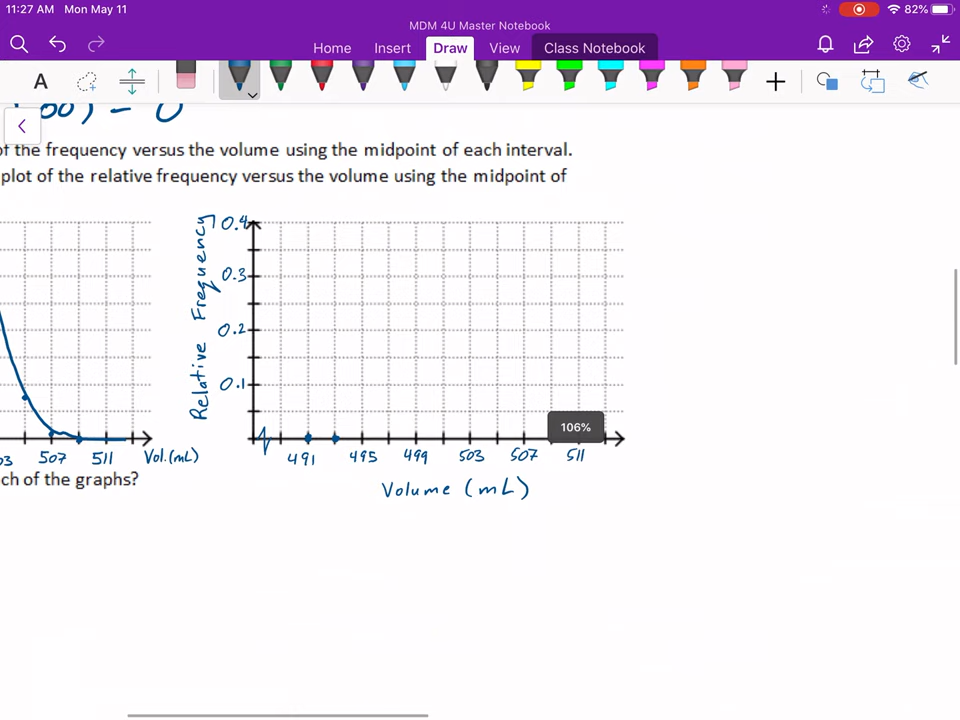 11:27 AM Mon May 11
82%
MDM 4U Master Notebook
Home Insert Draw View Class Notebook
A
00) = 0
of the frequency versus the volume using the midpoint of each interval.
plot of the relative frequency versus the volume using the midpoint of
Relative Frequency
0.4
0.3
0.2
0.1
106%
03 507 511 Vol.(mL)
491 495 499 503 507 511
ch of the graphs?
Volume (mL)